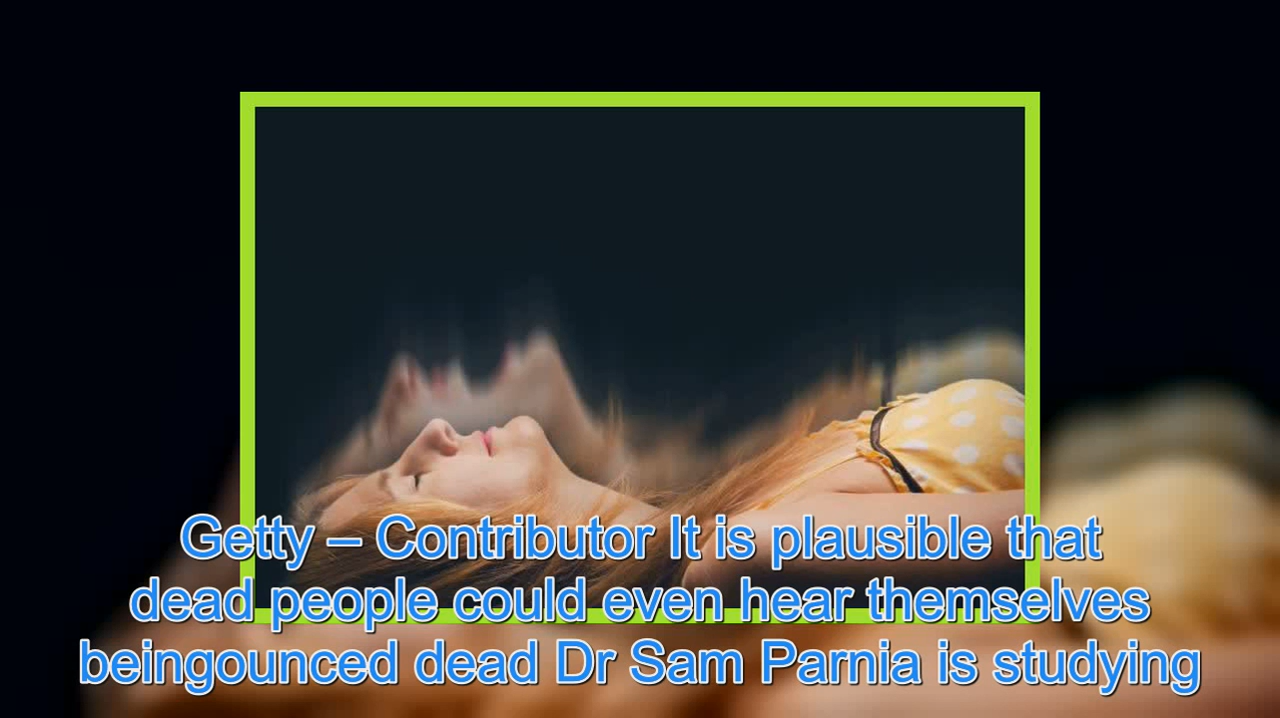 Getty – Contributor It is plausible that
dead people could even hear themselves
beingounced dead Dr Sam Parnia is studying